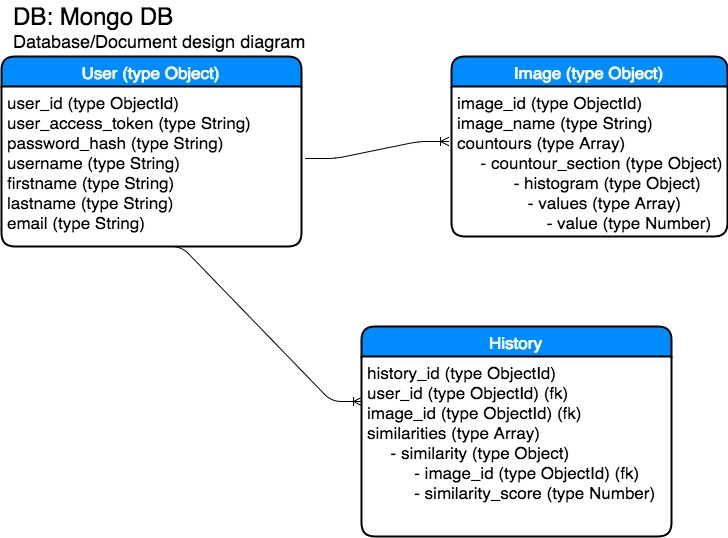 DB: Mongo DB
Database/Document design diagram
User (type Object)
user_id (type ObjectId)
user_access_token (type String)
password_hash (type String)
username (type String)
firstname (type String)
lastname (type String)
email (type String)
Image (type Object)
image_id (type ObjectId)
image_name (type String)
countours (type Array)
- countour_section (type Object)
- histogram (type Object)
- values (type Array)
- value (type Number)
History
history_id (type ObjectId)
user_id (type ObjectId) (fk)
image_id (type ObjectId) (fk)
similarities (type Array)
- similarity (type Object)
- image_id (type ObjectId) (fk)
- similarity_score (type Number)